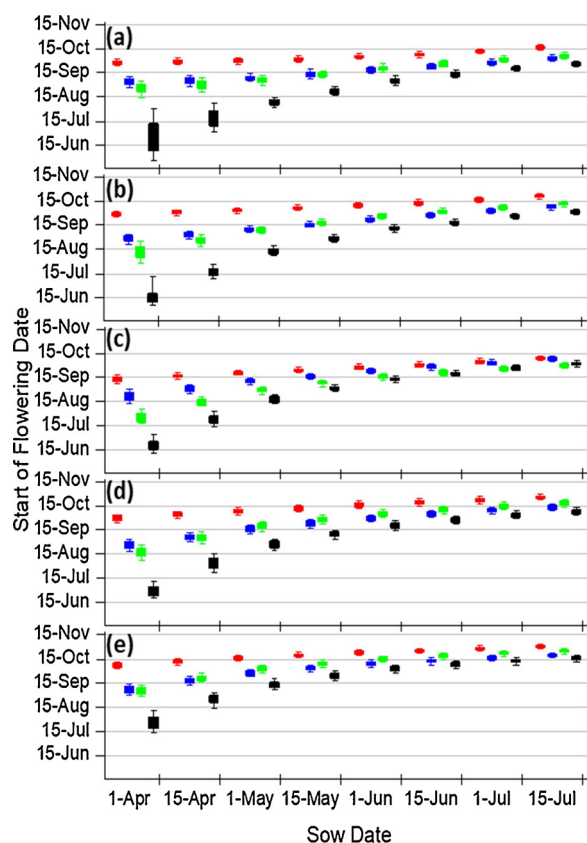 (a)
15-Nov
15-Oct
15-Sep
15-Aug
15-Jul
15-Jun
(b)
15-Nov
15-Oct
15-Sep
15-Aug
15-Jul
15-Jun
(c)
15-Nov
15-Oct
15-Sep
15-Aug
15-Jul
15-Jun
(d)
15-Nov
15-Oct
15-Sep
15-Aug
15-Jul
15-Jun
(e)
15-Nov
15-Oct
15-Sep
15-Aug
15-Jul
15-Jun
Start of Flowering Date
1-Apr 15-Apr 1-May 15-May 1-Jun 15-Jun 1-Jul 15-Jul
Sow Date